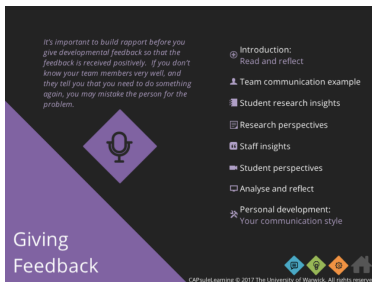 It's important to build rapport before you
give developmental feedback so that the
feedback is received positively. If you don't
know your team members very well, and
they tell you that you need to do something
again, you may mistake the person for the
problem.
Introduction:
Read and reflect
Team communication example
Student research insights
Research perspectives
Staff insights
Student perspectives
Analyse and reflect
Personal development:
Your communication style
Giving
Feedback
CAPsuleLearning © 2017 The University of Warwick. All rights reserve